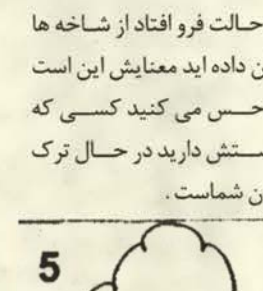 حالت فرو افتاد از شاخه ها
داده اید معنایش این است
حس می کنید کسی که
دارید در حال ترک
شماست .
5